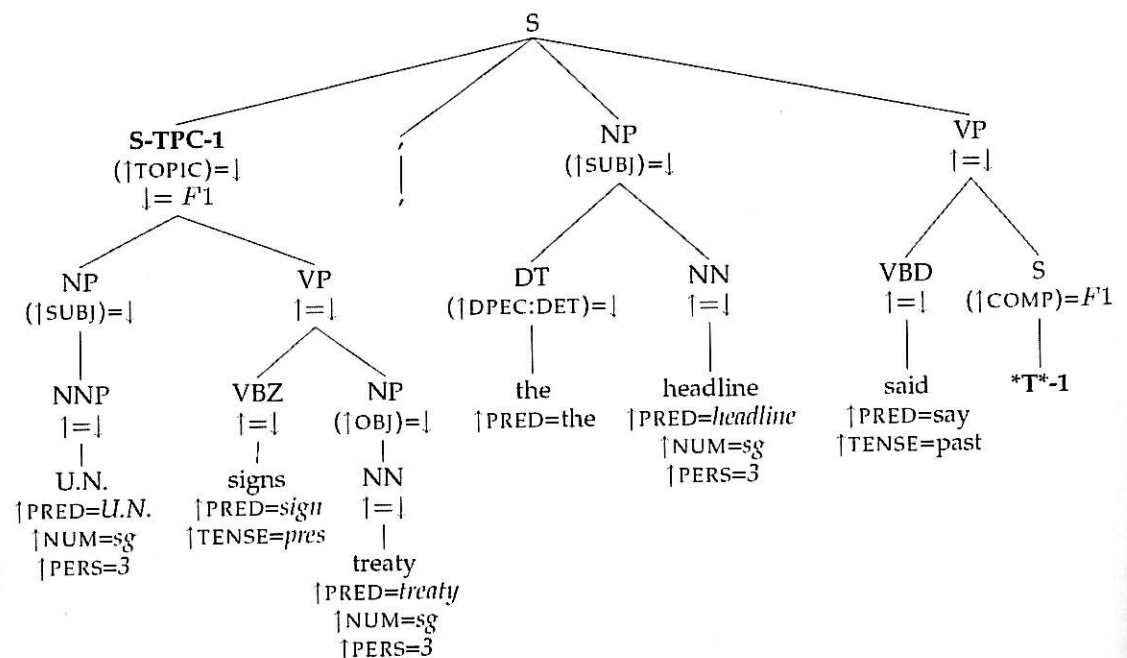 S
S-TPC-1 , NP VP
(↑TOPIC)=↓ (↑SUBJ)=↓ ↑=↓
↓= F1 ,
NP VP DT NN VBD S
(↑SUBJ)=↓ ↑=↓ (↑DPEC:DET)=↓ ↑=↓ ↑=↓ (↑COMP)=F1
NNP VBZ NP the headline said *T*-1
↑=↓ ↑=↓ (↑OBJ)=↓ ↑PRED=the ↑PRED=headline ↑PRED=say
↑NUM=sg ↑TENSE=past
U.N. signs NN ↑PERS=3
↑PRED=U.N. ↑PRED=sign ↑=↓
↑NUM=sg ↑TENSE=pres
↑PERS=3 treaty
↑PRED=treaty
↑NUM=sg
↑PERS=3